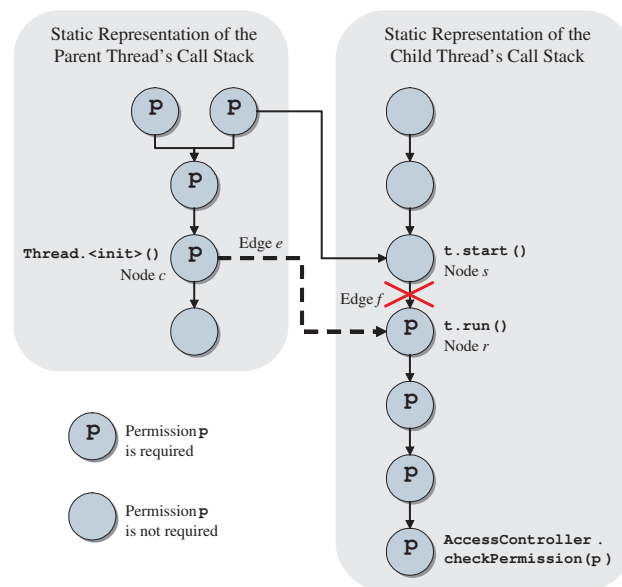 Static Representation of the
Parent Thread's Call Stack
Static Representation of the
Child Thread's Call Stack
p
p
p
Thread.<init>()
Node c
p
Edge e
t.start()
Node s
Edge f
p
t.run()
Node r
p
p
p
AccessController.
checkPermission(p)
p
Permission p
is required
Permission p
is not required